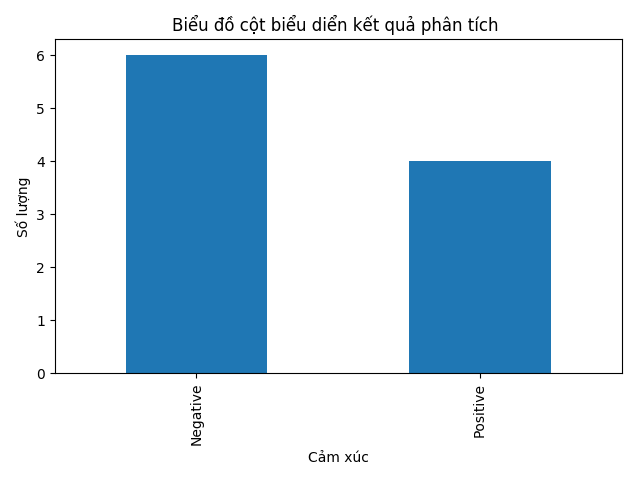 Biểu đồ cột biểu diển kết quả phân tích
6
5
4
3
2
1
0
Số lượng
Negative
Positive
Cảm xúc